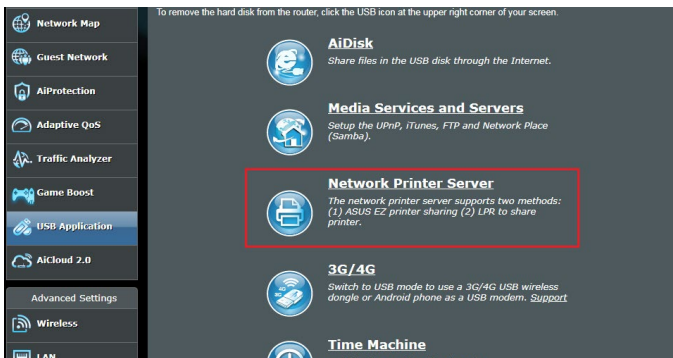 Network Map
Guest Network
AiProtection
Adaptive QoS
Traffic Analyzer
Game Boost
USB Application
AiCloud 2.0
Advanced Settings
Wireless
LAN
To remove the hard disk from the router, click the USB icon at the upper right corner of your screen.
AiDisk
Share files in the USB disk through the Internet.
Media Services and Servers
Setup the UPnP, iTunes, FTP and Network Place
(Samba).
Network Printer Server
The network printer server supports two methods:
(1) ASUS EZ printer sharing (2) LPR to share
printer.
3G/4G
Switch to USB mode to use a 3G/4G USB wireless
dongle or Android phone as a USB modem. Support
Time Machine